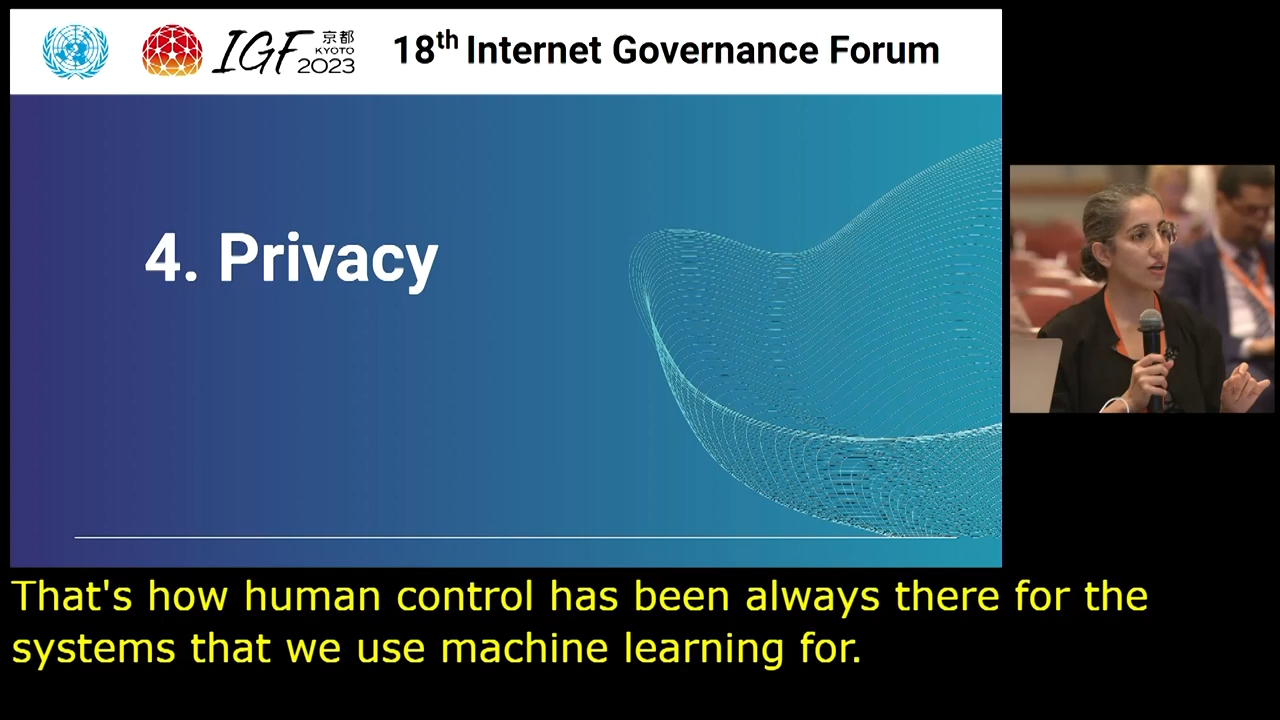 IGF
京都
KYOTO
2023
18th Internet Governance Forum
4. Privacy
That's how human control has been always there for the
systems that we use machine learning for.